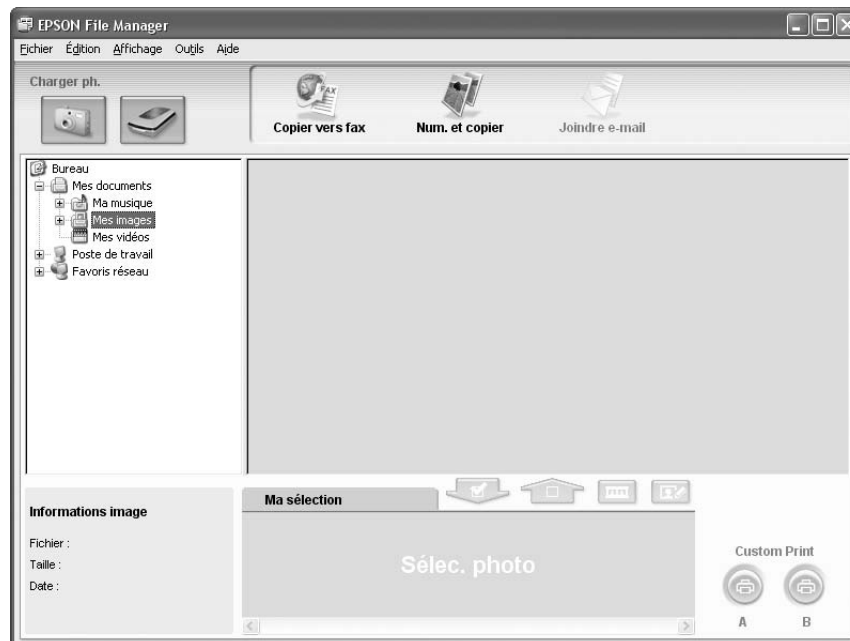 EPSON File Manager
Fichier Édition Affichage Outils Aide
Charger ph.
FAX
Copier vers fax Num. et copier Joindre e-mail
Bureau
Mes documents
Ma musique
Mes images
Mes vidéos
Poste de travail
Favoris réseau
Ma sélection
Informations image
Fichier :
Taille :
Date :
Sélec. photo
Custom Print
A B